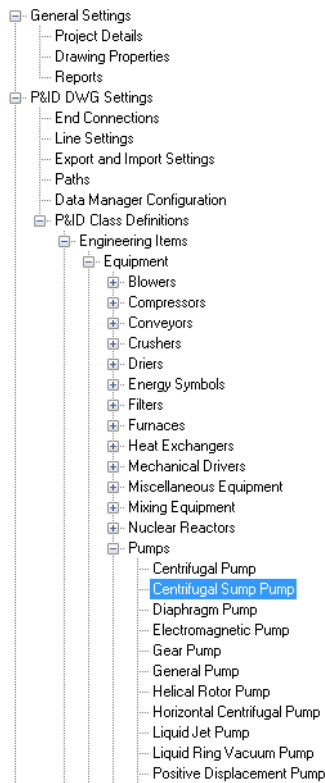 General Settings
Project Details
Drawing Properties
Reports
P&ID DWG Settings
End Connections
Line Settings
Export and Import Settings
Paths
Data Manager Configuration
P&ID Class Definitions
Engineering Items
Equipment
Blowers
Compressors
Conveyors
Crushers
Driers
Energy Symbols
Filters
Furnaces
Heat Exchangers
Mechanical Drivers
Miscellaneous Equipment
Mixing Equipment
Nuclear Reactors
Pumps
Centrifugal Pump
Centrifugal Sump Pump
Diaphragm Pump
Electromagnetic Pump
Gear Pump
General Pump
Helical Rotor Pump
Horizontal Centrifugal Pump
Liquid Jet Pump
Liquid Ring Vacuum Pump
Positive Displacement Pump